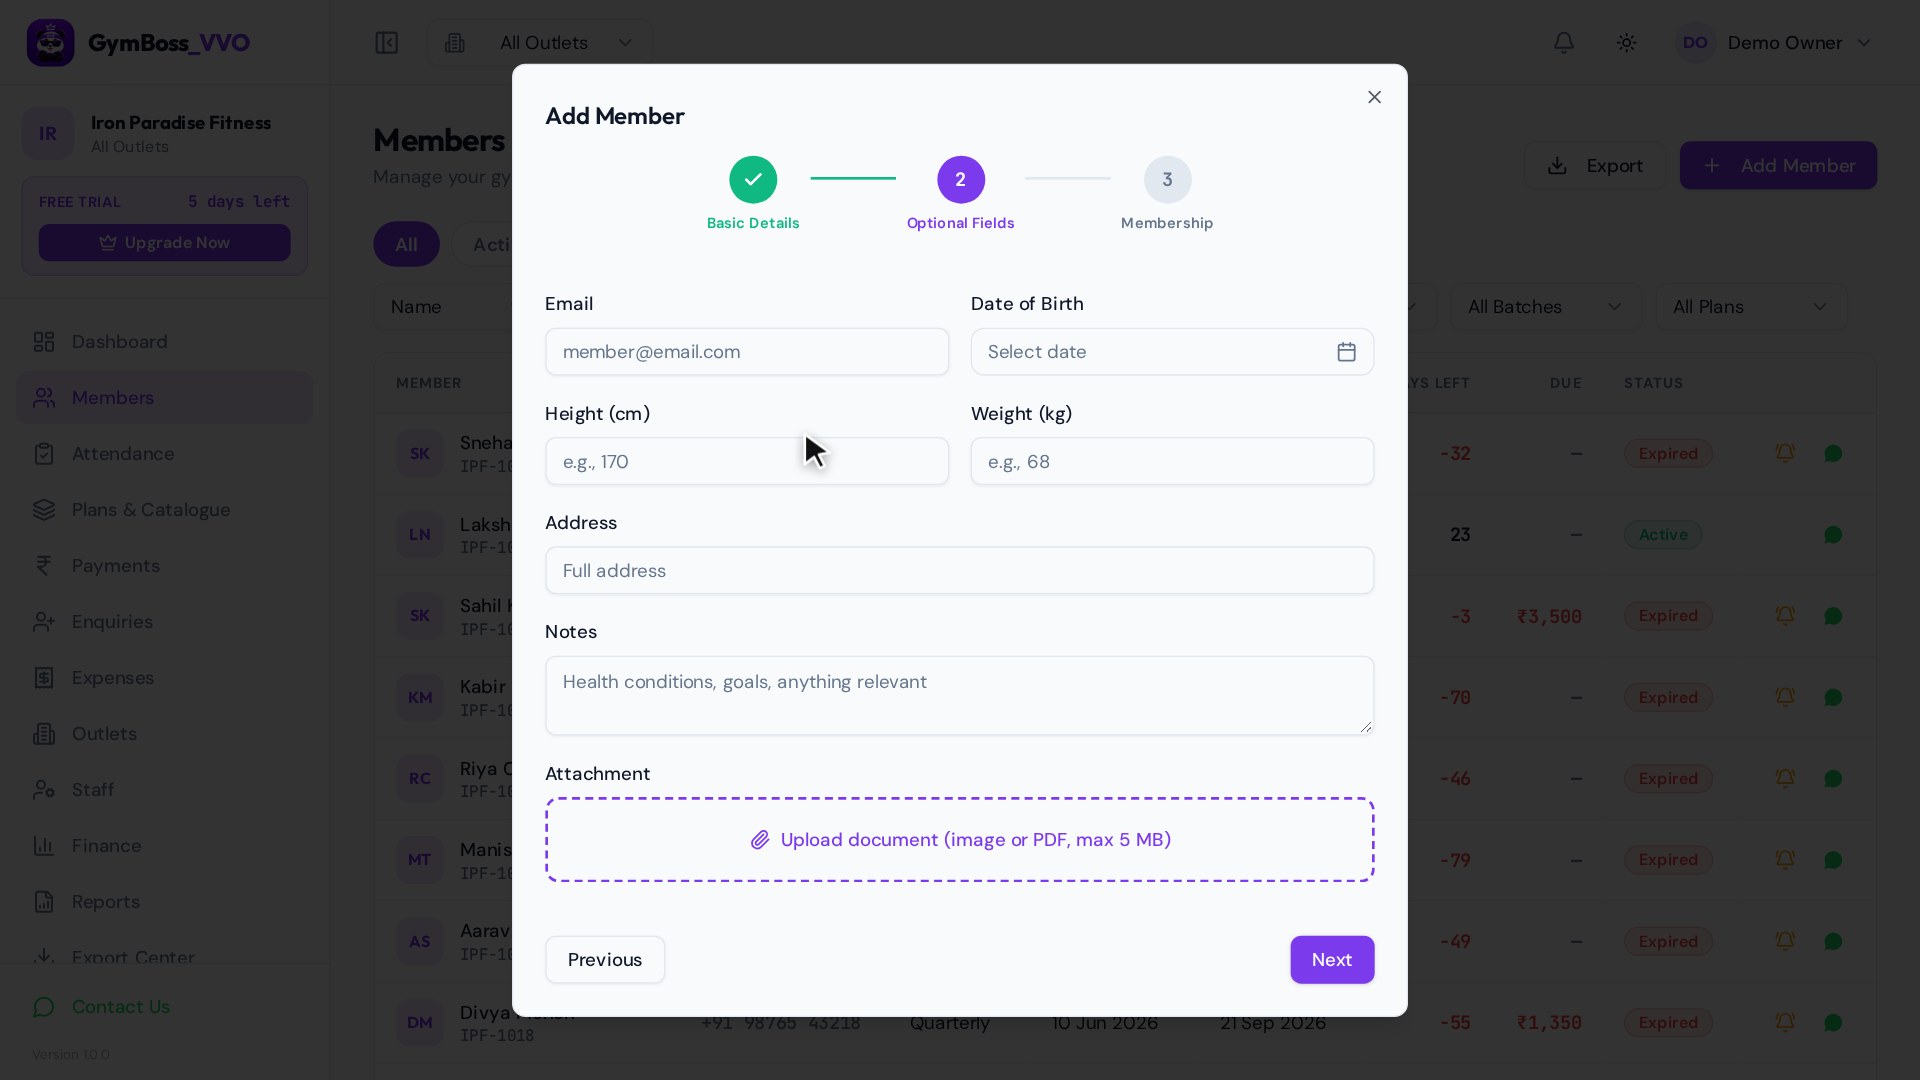 GymBoss_VVO
All Outlets
DO
Demo Owner
IR
Iron Paradise Fitness
All Outlets
FREE TRIAL
5 days left
Upgrade Now
Dashboard
Members
Attendance
Plans & Catalogue
Payments
Enquiries
Expenses
Outlets
Staff
Finance
Reports
Export Center
Contact Us
Version 1.0.0
Members
Export
Add Member
All
Name
All Batches
All Plans
MEMBER
LEFT
DUE
STATUS
SK
Sneha
-32
–
Expired
LN
23
–
Active
SK
Sahil
-3
₹3,500
Expired
KM
Kabir
-70
–
Expired
RC
Riya
-46
–
Expired
MT
-79
–
Expired
AS
Aarav
-49
–
Expired
DM
Divya
IPF-1018
+91 98765 43218
Quarterly
10 Jun 2026
21 Sep 2026
-55
₹1,350
Expired
Add Member
2
3
Basic Details
Optional Fields
Membership
Email
Date of Birth
member@email.com
Select date
Height (cm)
Weight (kg)
e.g., 170
e.g., 68
Address
Full address
Notes
Health conditions, goals, anything relevant
Attachment
Upload document (image or PDF, max 5 MB)
Previous
Next